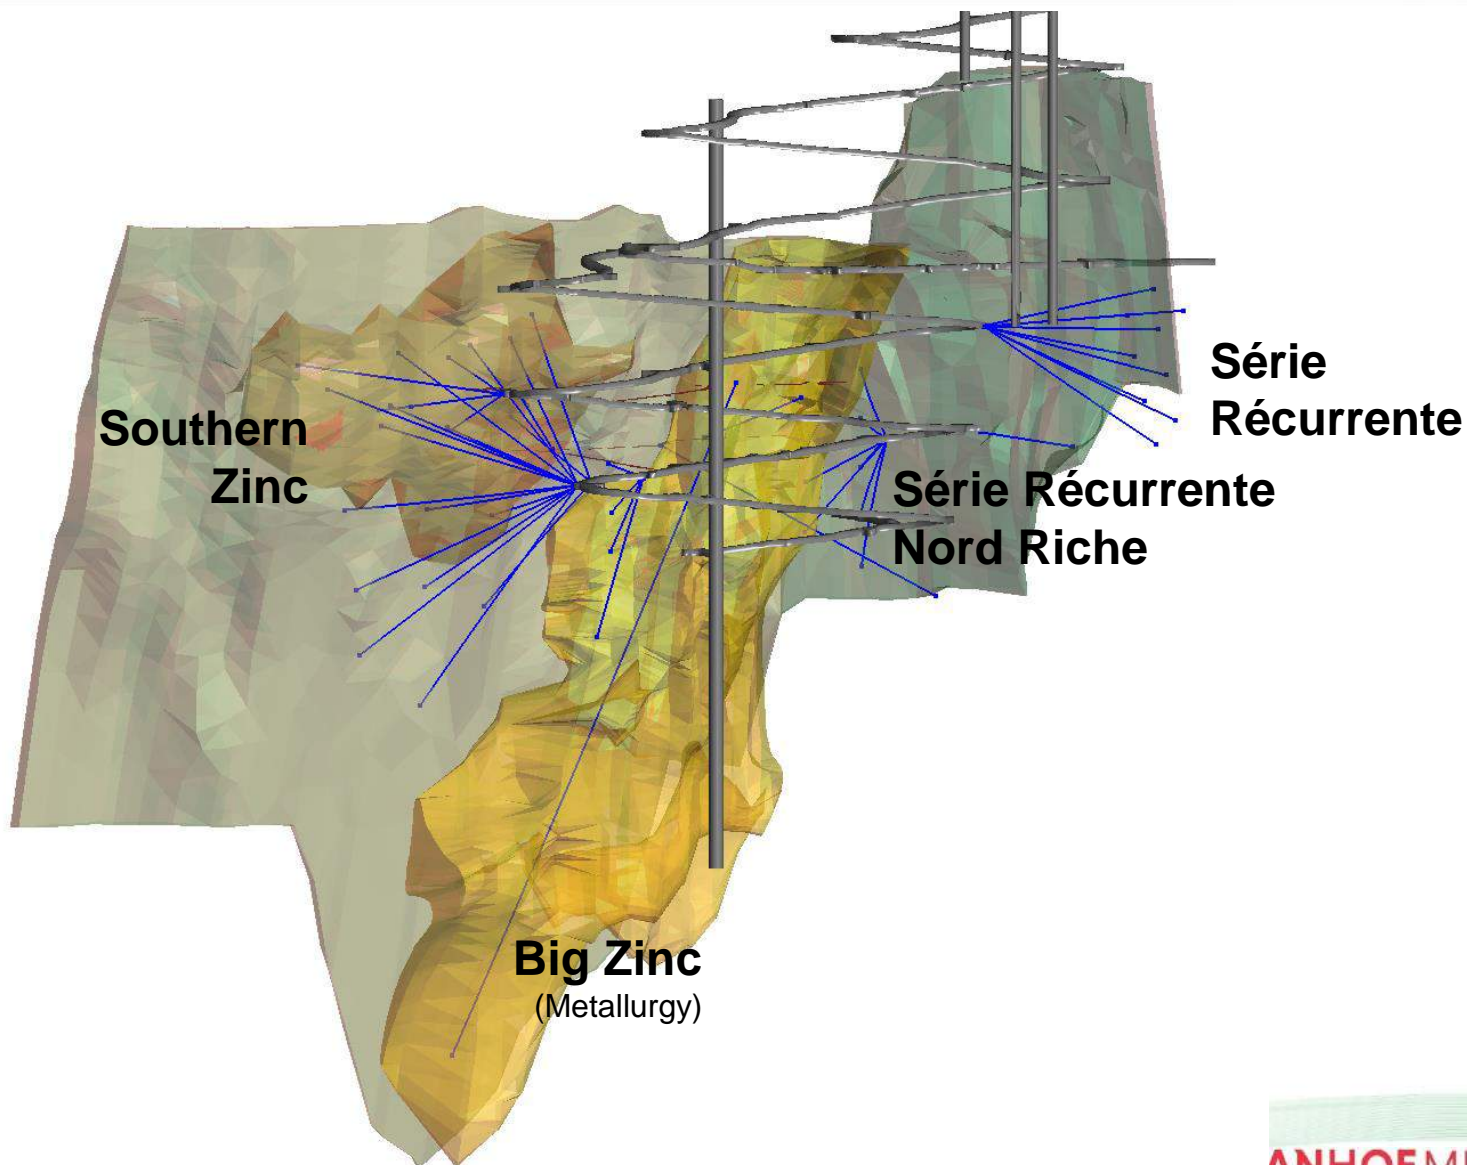 Série
Récurrente
Southern
Zinc
Série Récurrente
Nord Riche
Big Zinc
(Metallurgy)